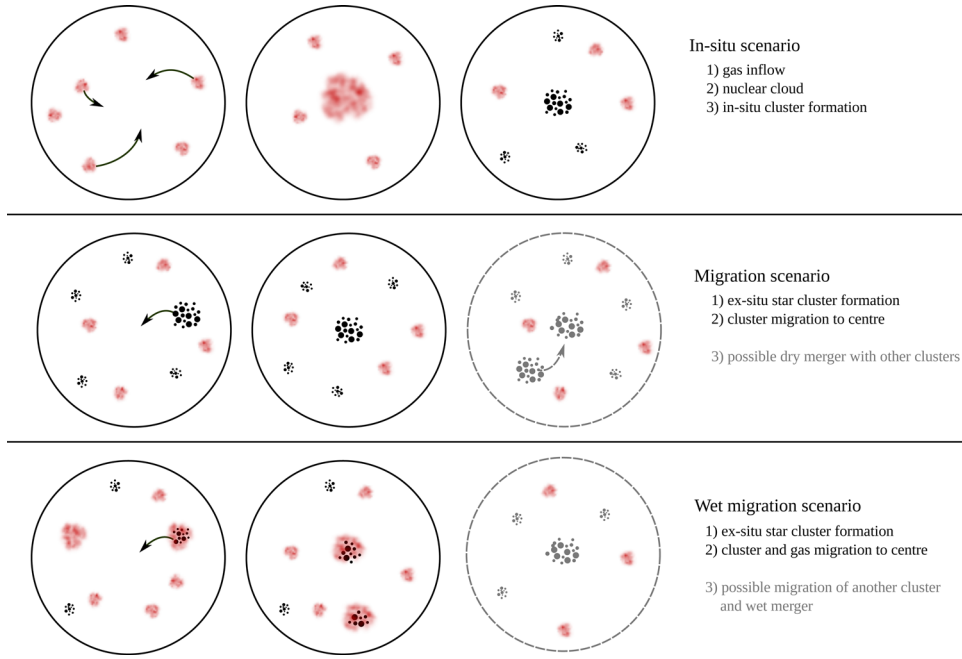 In-situ scenario
1) gas inflow
2) nuclear cloud
3) in-situ cluster formation
Migration scenario
1) ex-situ star cluster formation
2) cluster migration to centre
3) possible dry merger with other clusters
Wet migration scenario
1) ex-situ star cluster formation
2) cluster and gas migration to centre
3) possible migration of another cluster
and wet merger